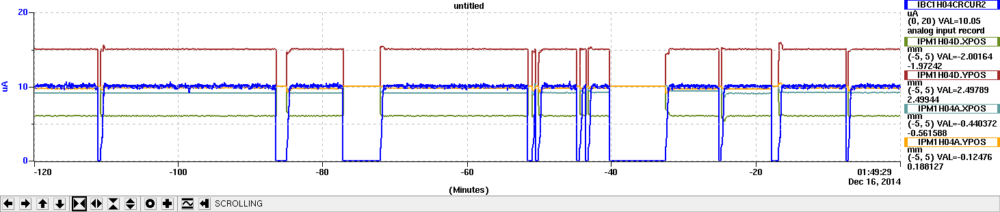 untitled
20
10
0
uA
-120
-100
-80
-60
-40
-20
01:49:29
Dec 16, 2014
(Minutes)
IBC1H04CRCUR2
uA
(0, 20) VAL=10.05
analog input record
IPM1H04D.XPOS
mm
(-5, 5) VAL=-2.00164
-1.97242
IPM1H04D.YPOS
mm
(-5, 5) VAL=2.49789
2.49944
IPM1H04A.XPOS
mm
(-5, 5) VAL=-0.440372
-0.561588
IPM1H04A.YPOS
mm
(-5, 5) VAL=-0.12476
0.188127
SCROLLING